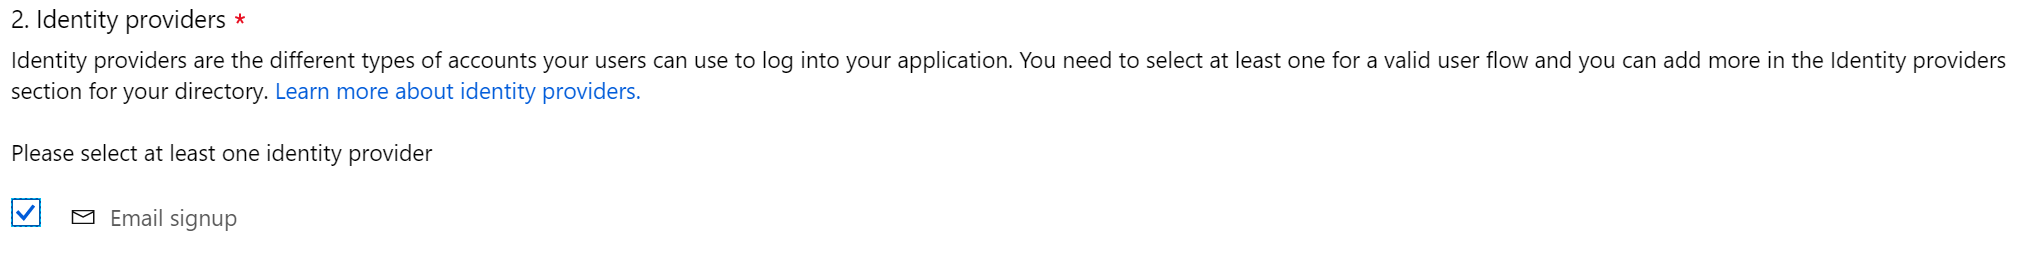 2. Identity providers *
Identity providers are the different types of accounts your users can use to log into your application. You need to select at least one for a valid user flow and you can add more in the Identity providers
section for your directory. Learn more about identity providers.
Please select at least one identity provider
Email signup